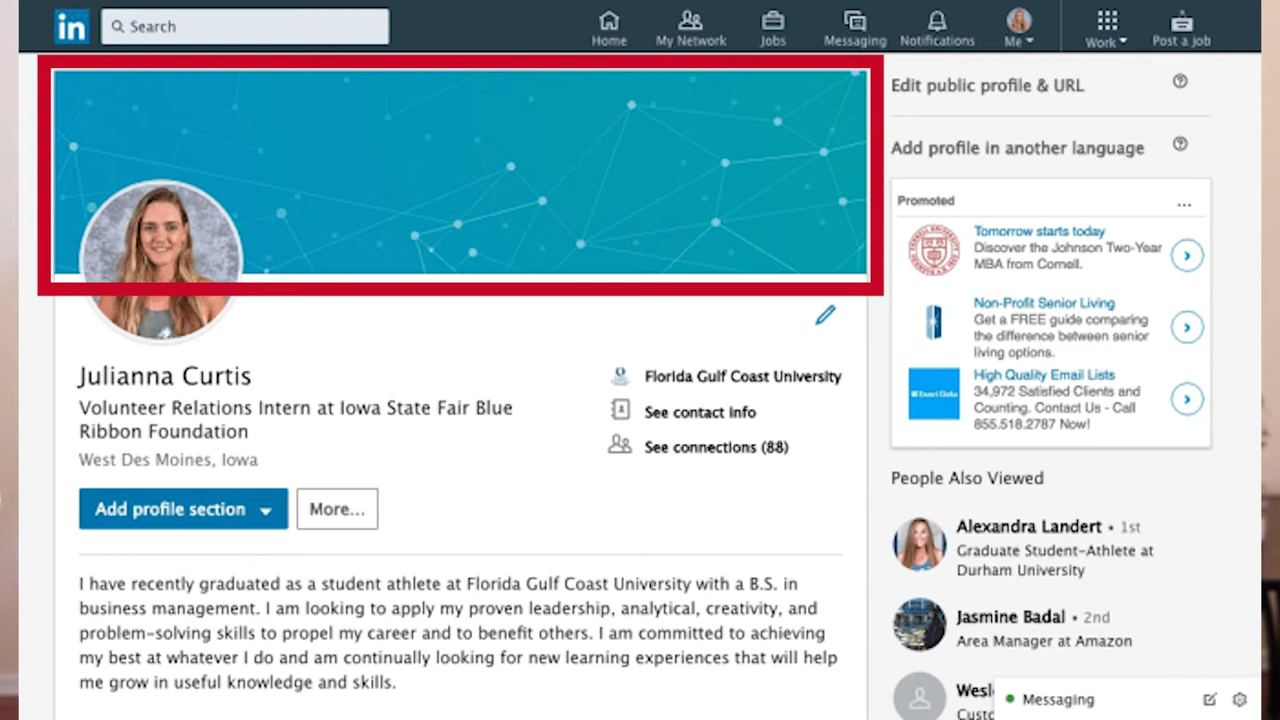 in
Search
Home
My Network
Jobs
Messaging
Notifications
Me
Work
Post a job
Edit public profile & URL
Add profile in another language
Promoted
...
Tomorrow starts today
Discover the Johnson Two-Year
MBA from Cornell.
Non-Profit Senior Living
Get a FREE guide comparing
the difference between senior
living options.
High Quality Email Lists
34,972 Satisfied Clients and
Counting. Contact Us - Call
855.518.2787 Now!
Julianna Curtis
Volunteer Relations Intern at Iowa State Fair Blue
Ribbon Foundation
West Des Moines, Iowa
Florida Gulf Coast University
See contact info
See connections (88)
Add profile section
More...
I have recently graduated as a student athlete at Florida Gulf Coast University with a B.S. in
business management. I am looking to apply my proven leadership, analytical, creativity, and
problem-solving skills to propel my career and to benefit others. I am committed to achieving
my best at whatever I do and am continually looking for new learning experiences that will help
me grow in useful knowledge and skills.
People Also Viewed
Alexandra Landert • 1st
Graduate Student-Athlete at
Durham University
Jasmine Badal • 2nd
Area Manager at Amazon
Messaging